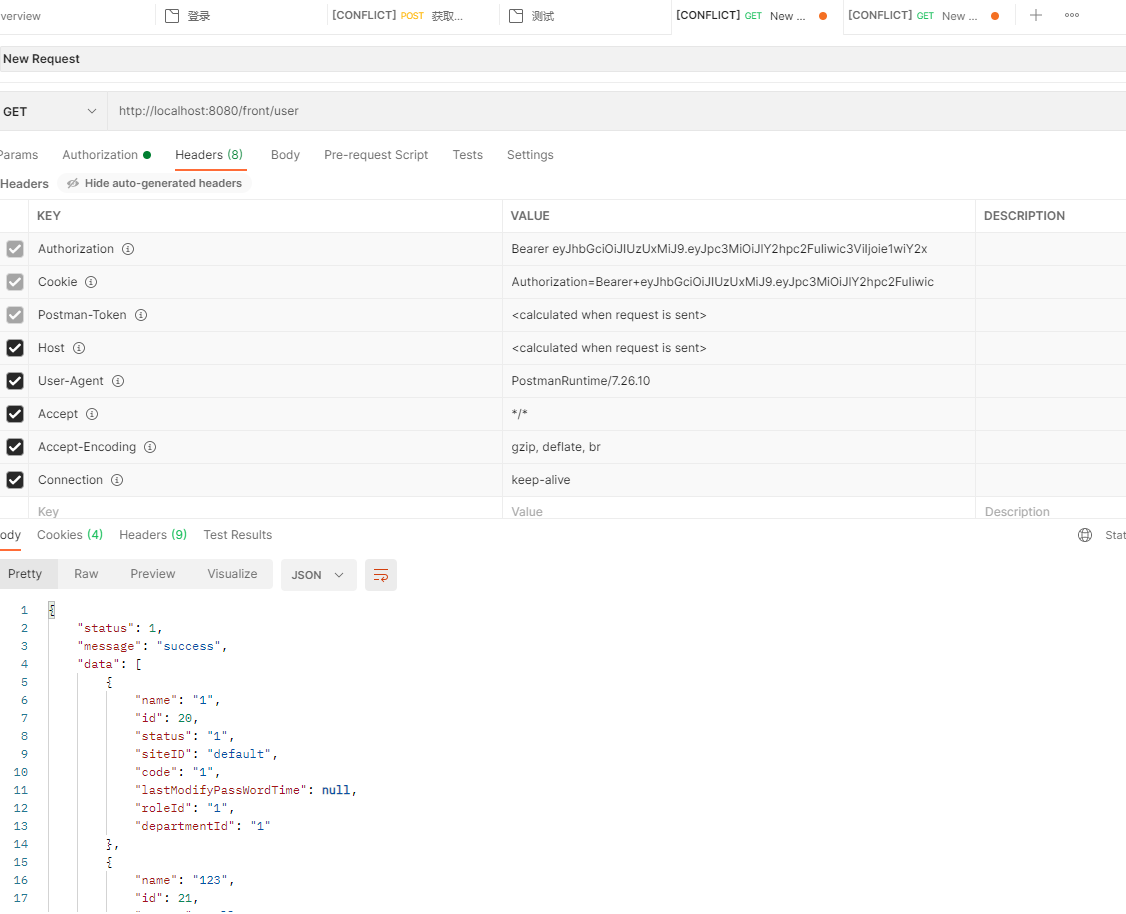 verview 登录 [CONFLICT] POST 获取... 测试 [CONFLICT] GET New ... [CONFLICT] GET New ...
New Request
GET http://localhost:8080/front/user
Params Authorization Headers (8) Body Pre-request Script Tests Settings
Headers Hide auto-generated headers
KEY VALUE DESCRIPTION
Authorization Bearer eyJhbGciOiJIUzUxMiJ9.eyJpc3MiOiJlY2hpc2FuIiwic3ViIjoie1wiY2x
Cookie Authorization=Bearer+eyJhbGciOiJIUzUxMiJ9.eyJpc3MiOiJlY2hpc2FuIiwic
Postman-Token <calculated when request is sent>
Host <calculated when request is sent>
User-Agent PostmanRuntime/7.26.10
Accept */*
Accept-Encoding gzip, deflate, br
Connection keep-alive
Key Value Description
ody Cookies (4) Headers (9) Test Results Stat
Pretty Raw Preview Visualize JSON
1 {
2 "status": 1,
3 "message": "success",
4 "data": [
5 {
6 "name": "1",
7 "id": 20,
8 "status": "1",
9 "siteID": "default",
10 "code": "1",
11 "lastModifyPassWordTime": null,
12 "roleId": "1",
13 "departmentId": "1"
14 },
15 {
16 "name": "123",
17 "id": 21,